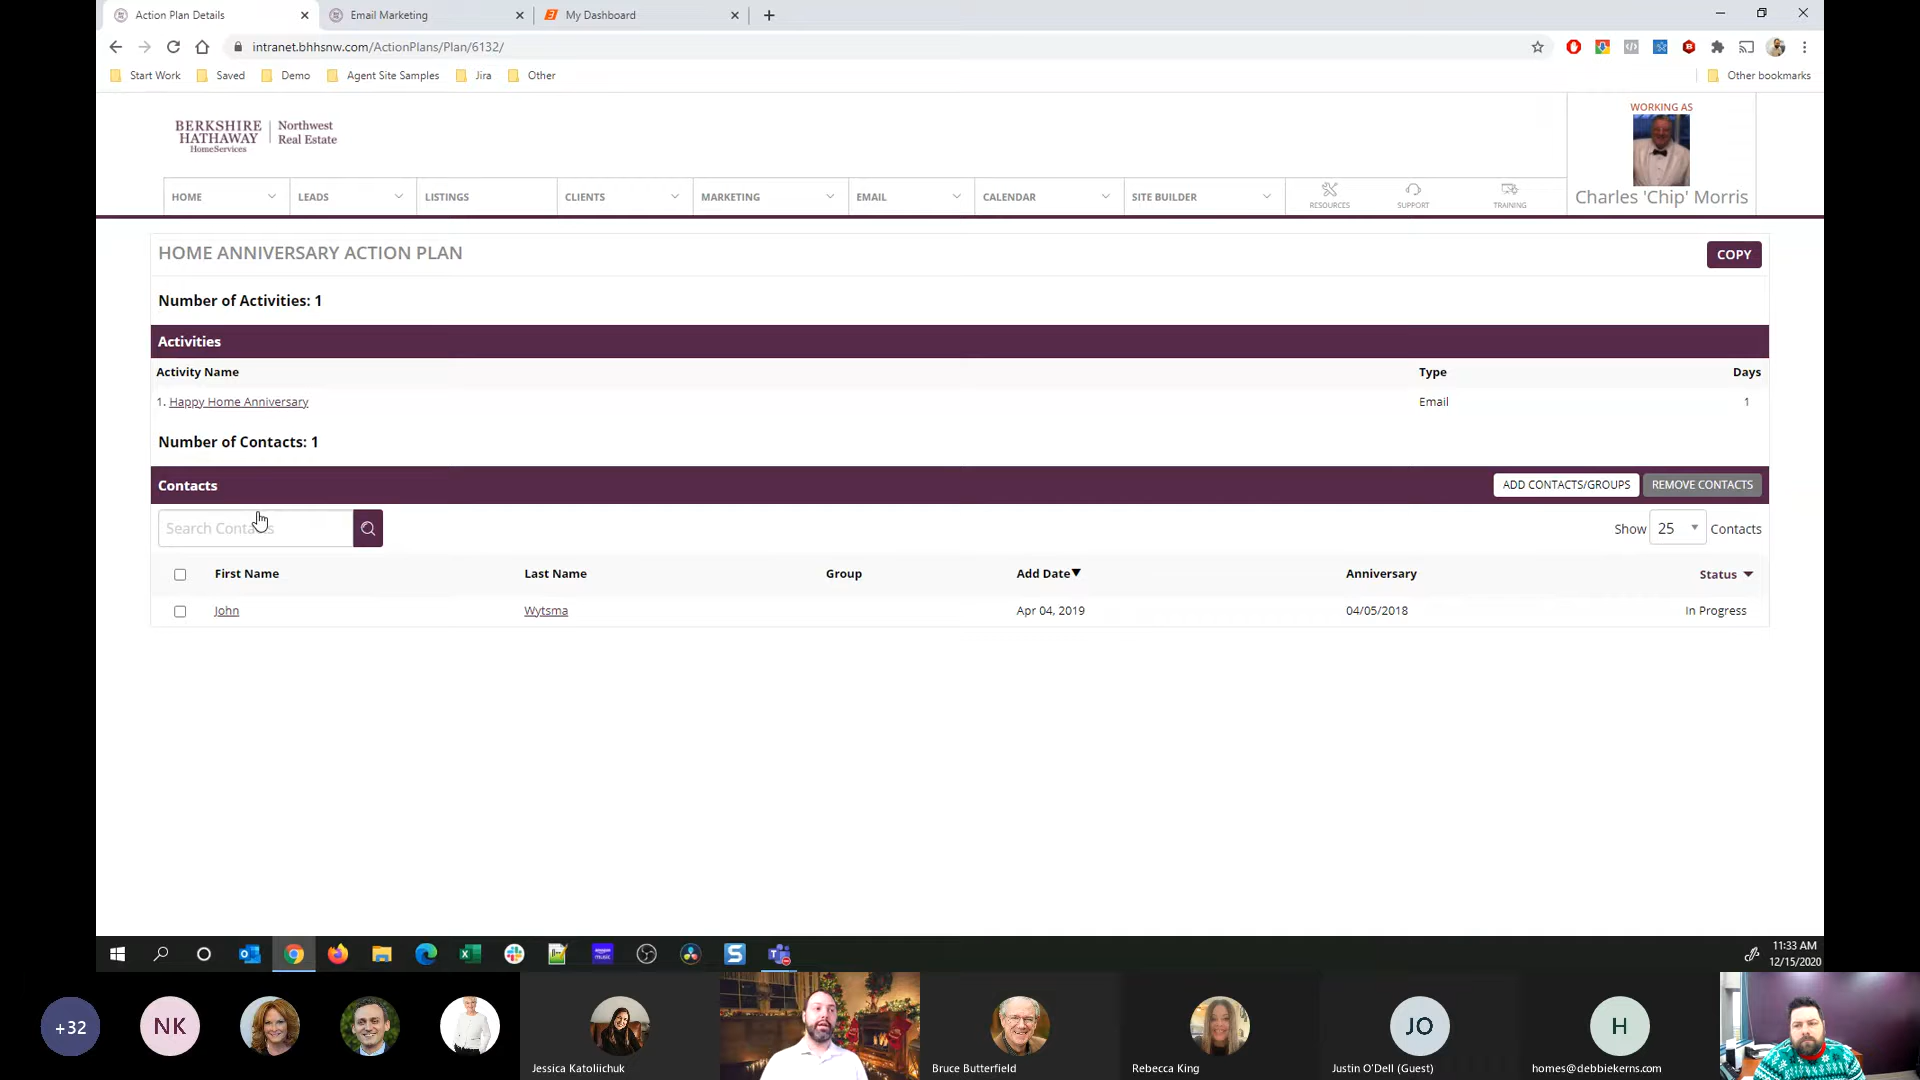 Action Plan Details
Email Marketing
My Dashboard
intranet.bhhsnw.com/ActionPlans/Plan/6132/
Start Work
Saved
Demo
Agent Site Samples
Jira
Other
Other bookmarks
BERKSHIRE HATHAWAY HomeServices
Northwest Real Estate
WORKING AS
Charles 'Chip' Morris
HOME
LEADS
LISTINGS
CLIENTS
MARKETING
EMAIL
CALENDAR
SITE BUILDER
RESOURCES
SUPPORT
TRAINING
HOME ANNIVERSARY ACTION PLAN
COPY
Number of Activities: 1
Activities
Activity Name Type Days
1. Happy Home Anniversary Email 1
Number of Contacts: 1
Contacts
ADD CONTACTS/GROUPS
REMOVE CONTACTS
Search Contacts
Show 25 Contacts
First Name Last Name Group Add Date Anniversary Status
John Wytsma Apr 04, 2019 04/05/2018 In Progress
11:33 AM
12/15/2020
+32
NK
JO
H
Jessica Katoliichuk
Bruce Butterfield
Rebecca King
Justin O'Dell (Guest)
homes@debbiekerns.com